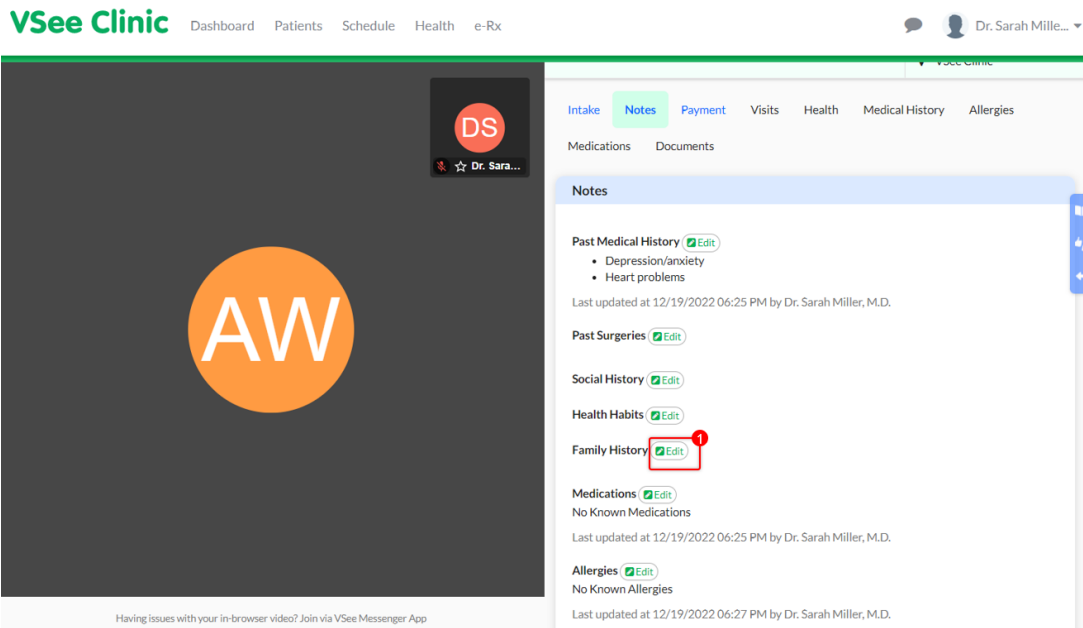 VSee Clinic Dashboard Patients Schedule Health e-Rx Dr. Sarah Mille...
VSee Clinic
DS
Dr. Sara...
AW
Having issues with your in-browser video? Join via VSee Messenger App
Intake Notes Payment Visits Health Medical History Allergies
Medications Documents
Notes
Past Medical History Edit
• Depression/anxiety
• Heart problems
Last updated at 12/19/2022 06:25 PM by Dr. Sarah Miller, M.D.
Past Surgeries Edit
Social History Edit
Health Habits Edit
1
Family History Edit
Medications Edit
No Known Medications
Last updated at 12/19/2022 06:25 PM by Dr. Sarah Miller, M.D.
Allergies Edit
No Known Allergies
Last updated at 12/19/2022 06:27 PM by Dr. Sarah Miller, M.D.